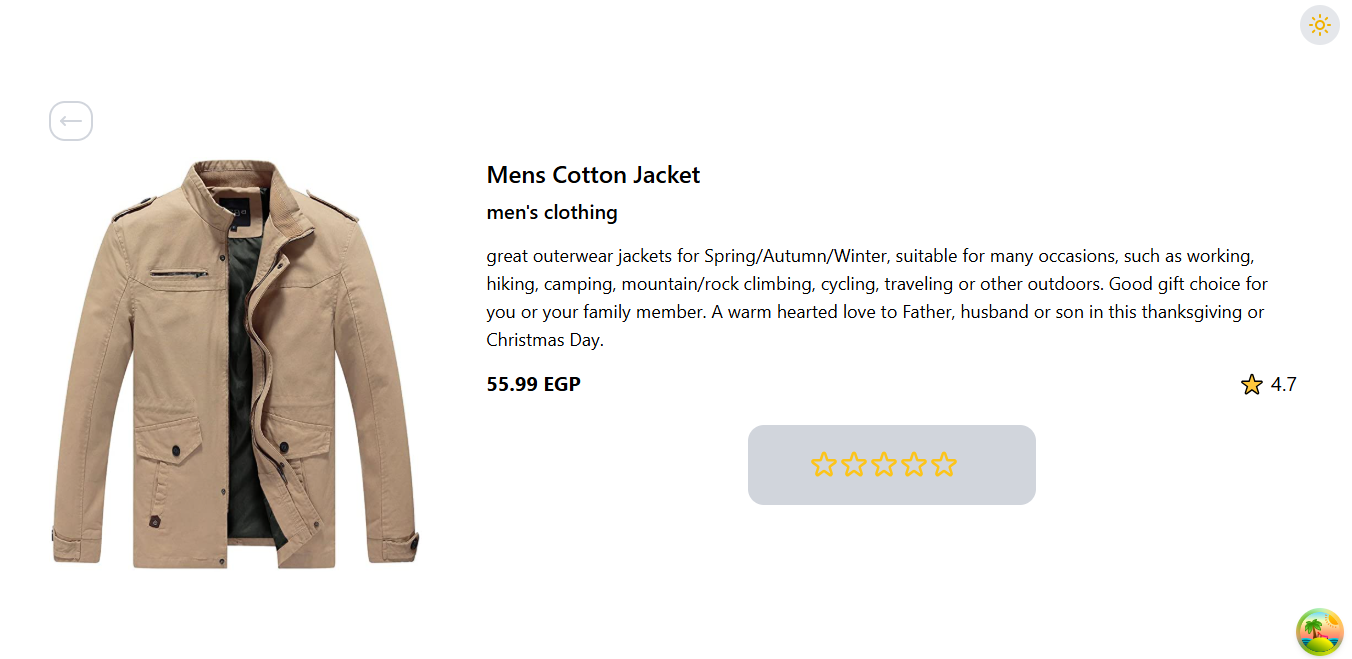 Mens Cotton Jacket
men's clothing
great outerwear jackets for Spring/Autumn/Winter, suitable for many occasions, such as working,
hiking, camping, mountain/rock climbing, cycling, traveling or other outdoors. Good gift choice for
you or your family member. A warm hearted love to Father, husband or son in this thanksgiving or
Christmas Day.
55.99 EGP
4.7